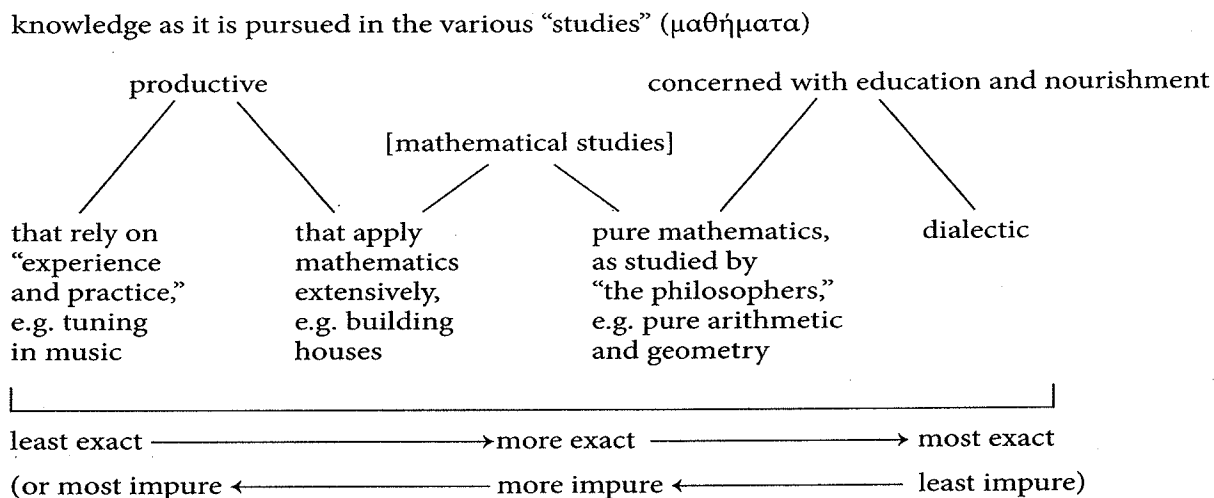 knowledge as it is pursued in the various “studies” (μαθήματα)
productive
concerned with education and nourishment
[mathematical studies]
that rely on
“experience
and practice,”
e.g. tuning
in music
that apply
mathematics
extensively,
e.g. building
houses
pure mathematics,
as studied by
“the philosophers,”
e.g. pure arithmetic
and geometry
dialectic
least exact → more exact → most exact
(or most impure ← more impure ← least impure)